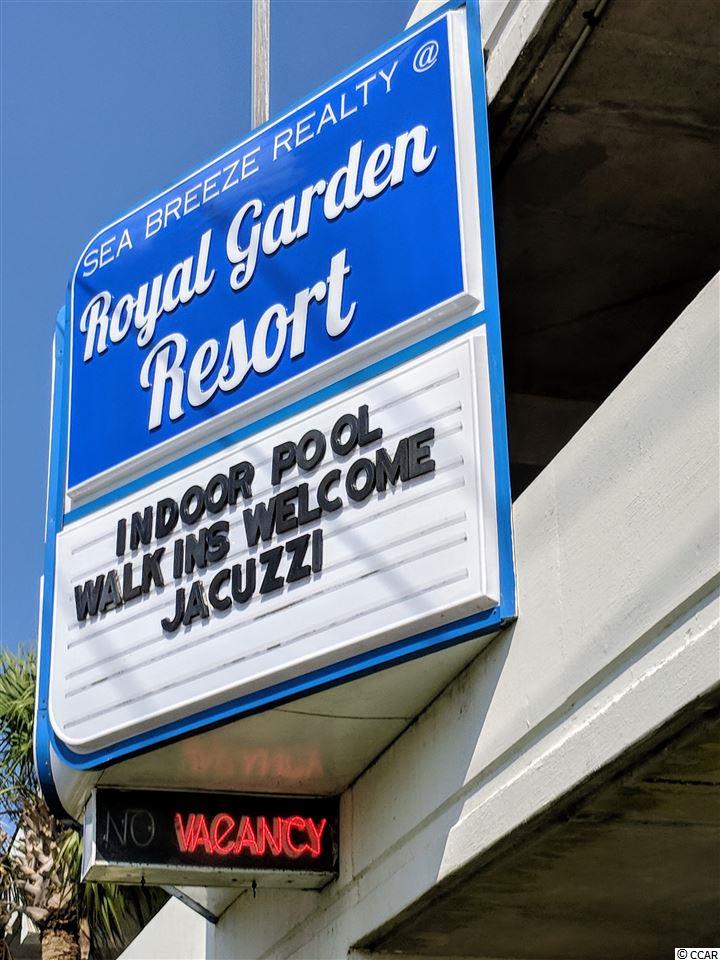 SEA BREEZE REALTY @
Royal Garden
Resort
INDOOR POOL
WALK INS WELCOME
JACUZZI
NO VACANCY
© CCAR